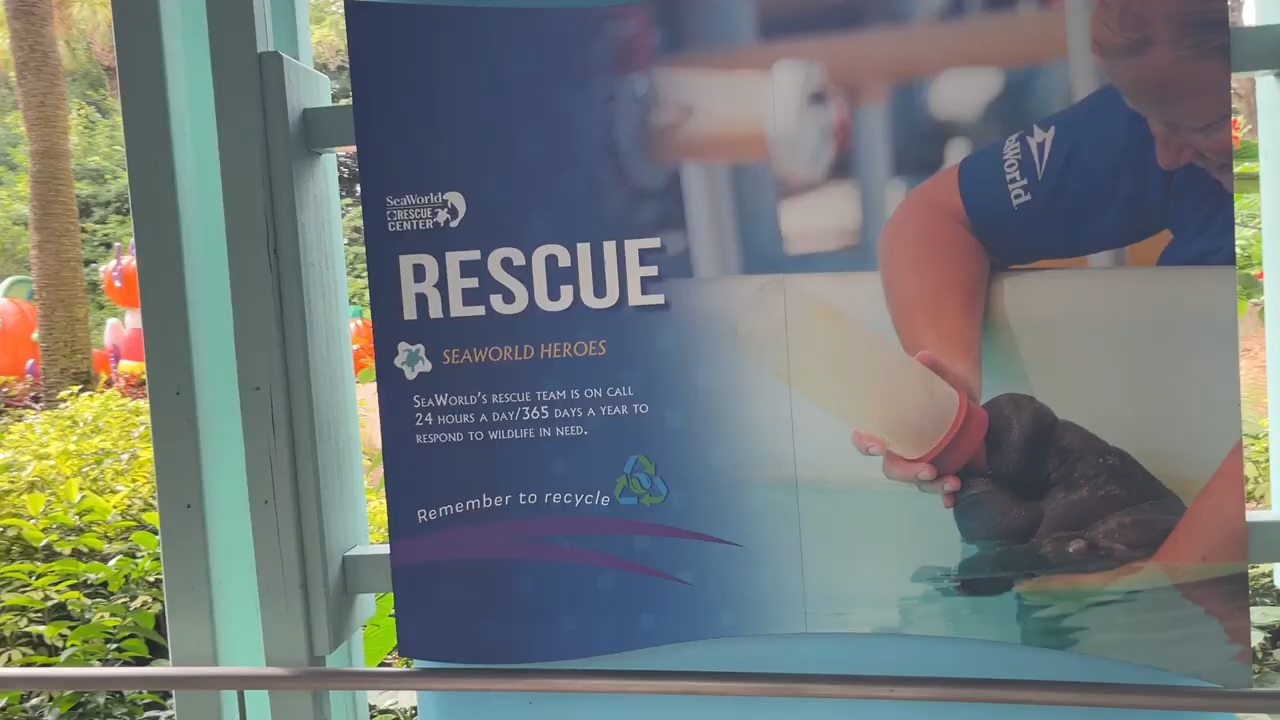 SeaWorld
RESCUE
CENTER
RESCUE
SEAWORLD HEROES
SEAWORLD'S RESCUE TEAM IS ON CALL
24 HOURS A DAY/365 DAYS A YEAR TO
RESPOND TO WILDLIFE IN NEED.
Remember to recycle
SeaWorld